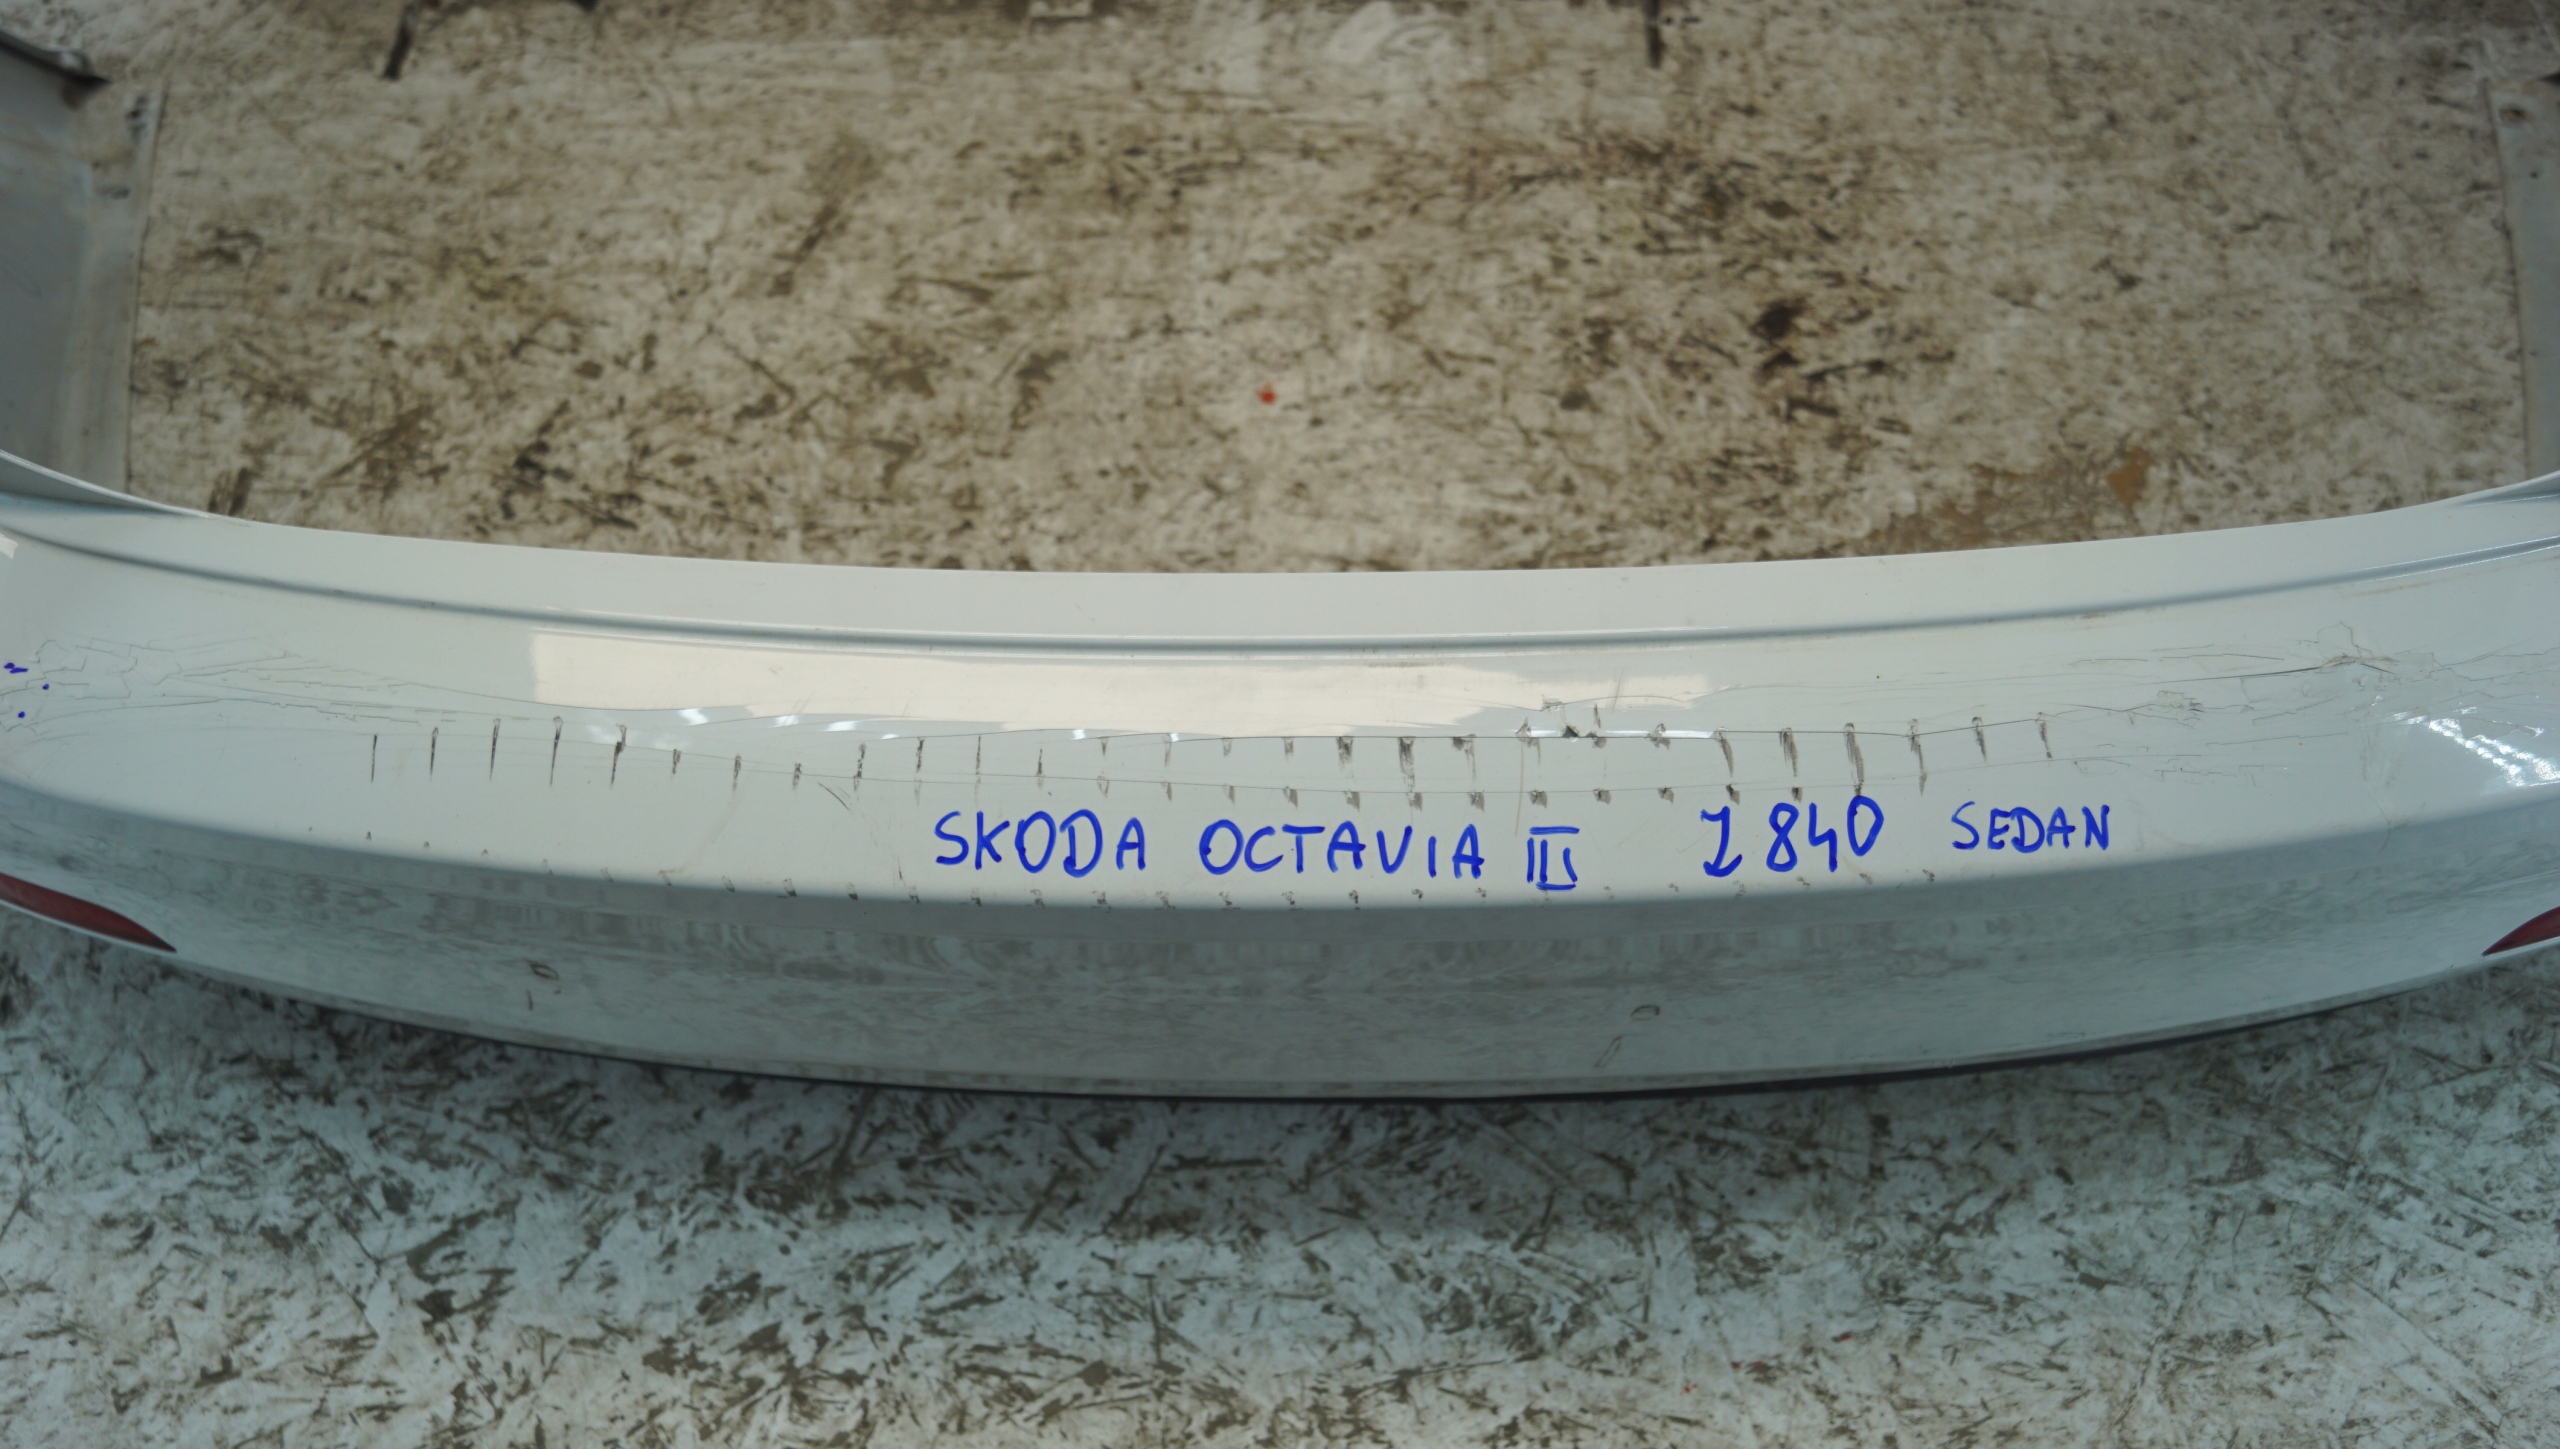 SKODA OCTAVIA III 1840 SEDAN